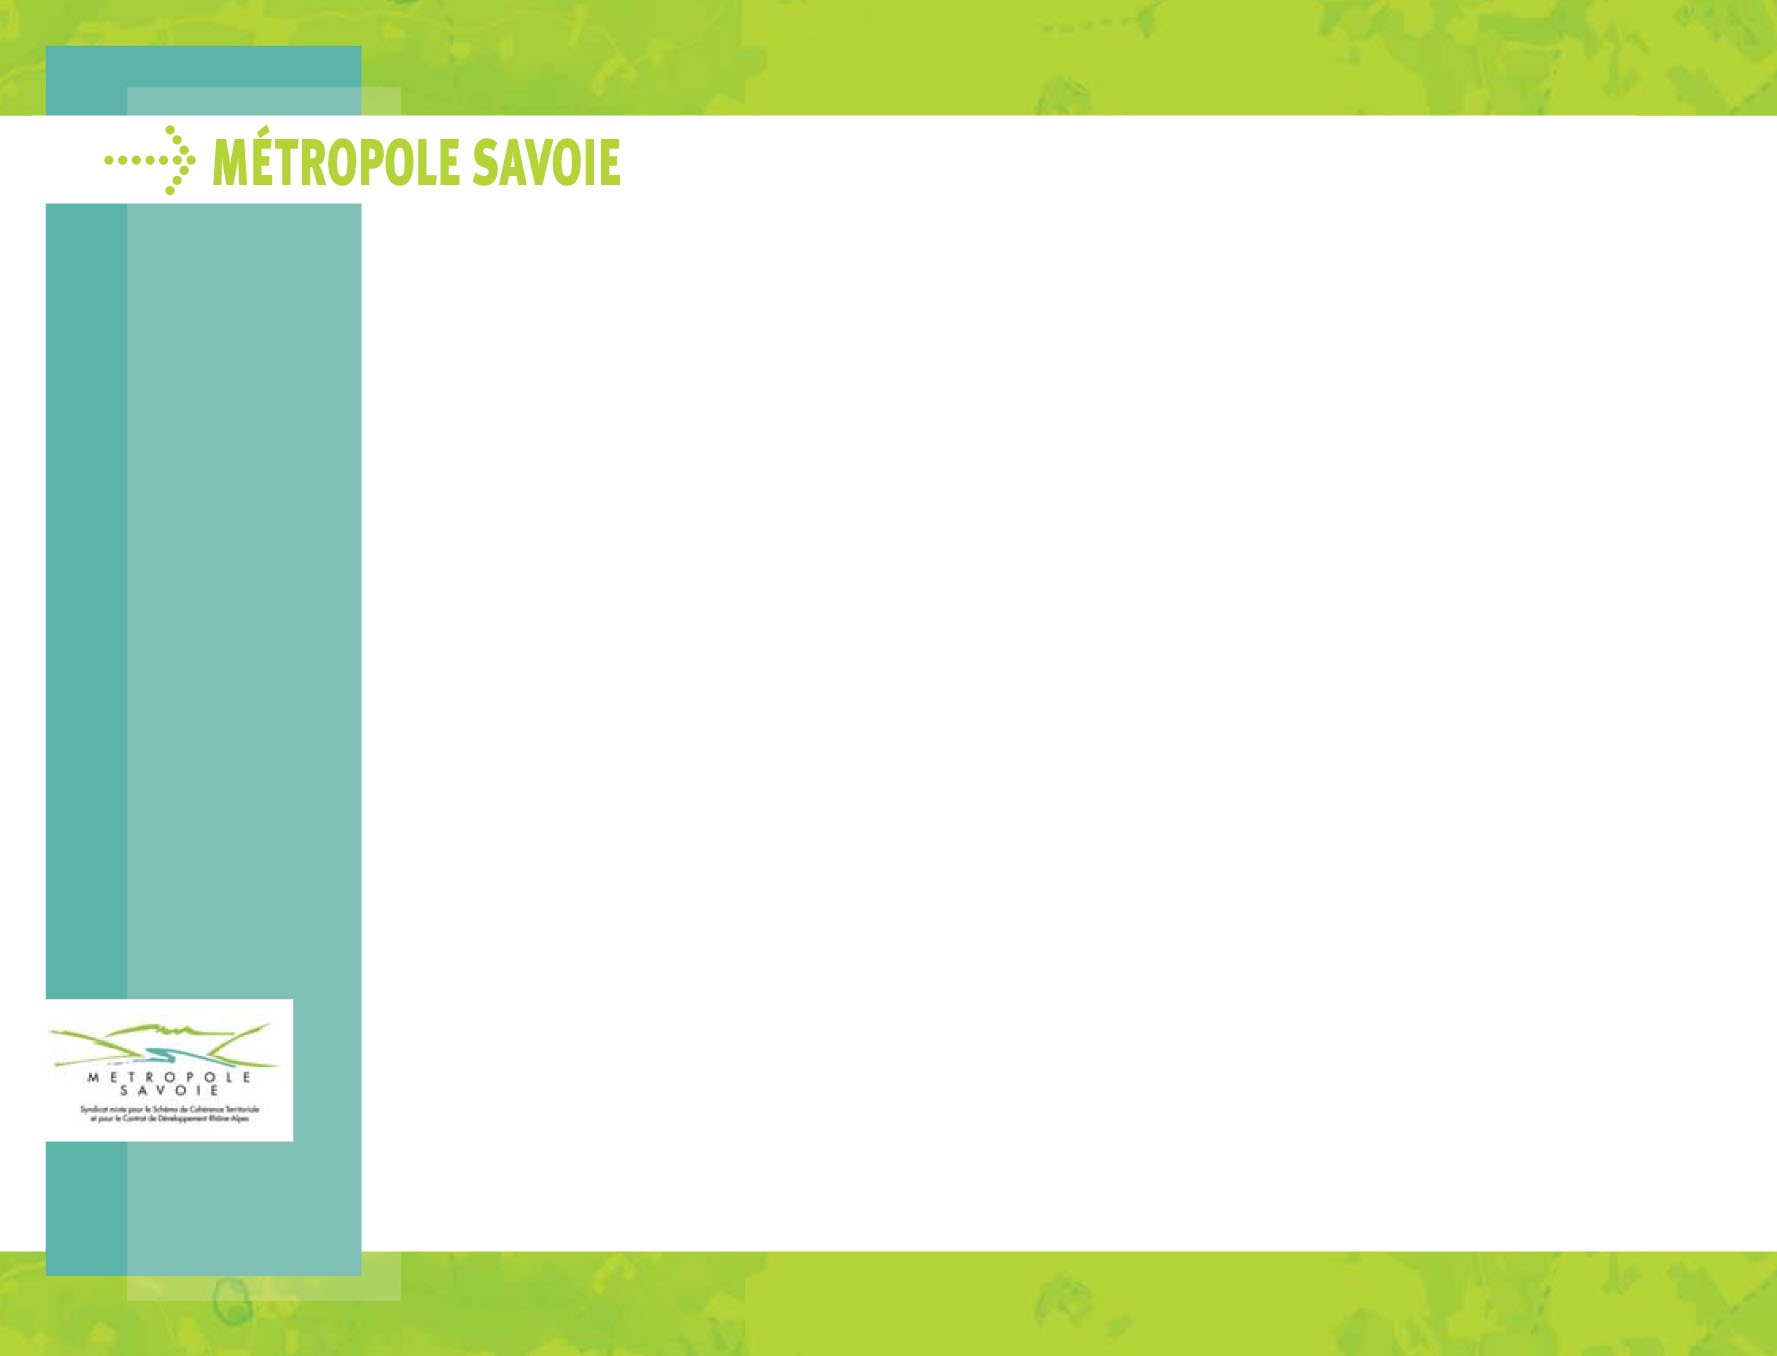 MÉTROPOLE SAVOIE
METROPOLE
SAVOIE
Syndicat mixte pour le Schéma de Cohérence Territoriale
et pour le Contrat de Développement Rhône-Alpes